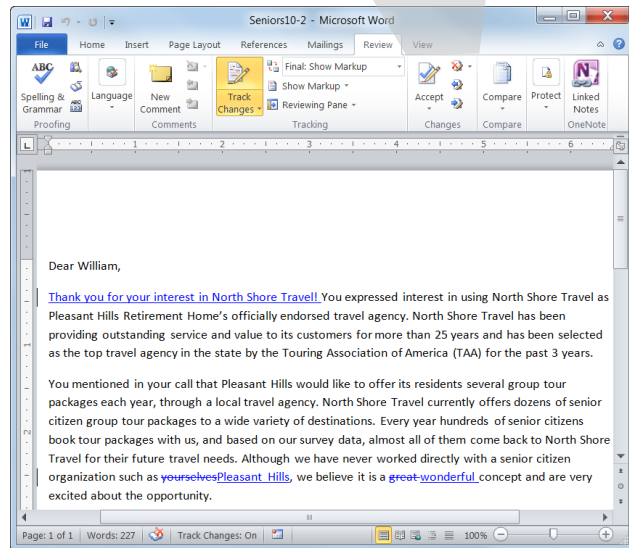 Seniors10-2 - Microsoft Word
File Home Insert Page Layout References Mailings Review View
ABC
Spelling & Grammar
ABC 123
Proofing
Language
New Comment
Comments
Track Changes
Final: Show Markup
Show Markup
Reviewing Pane
Tracking
Accept
Changes
Compare
Compare
Protect
Linked Notes
OneNote
1 2 3 4 5 6
Dear William,
Thank you for your interest in North Shore Travel! You expressed interest in using North Shore Travel as
Pleasant Hills Retirement Home's officially endorsed travel agency. North Shore Travel has been
providing outstanding service and value to its customers for more than 25 years and has been selected
as the top travel agency in the state by the Touring Association of America (TAA) for the past 3 years.
You mentioned in your call that Pleasant Hills would like to offer its residents several group tour
packages each year, through a local travel agency. North Shore Travel currently offers dozens of senior
citizen group tour packages to a wide variety of destinations. Every year hundreds of senior citizens
book tour packages with us, and based on our survey data, almost all of them come back to North Shore
Travel for their future travel needs. Although we have never worked directly with a senior citizen
organization such as yourselvesPleasant Hills, we believe it is a great wonderful concept and are very
excited about the opportunity.
Page: 1 of 1 Words: 227 Track Changes: On 100%